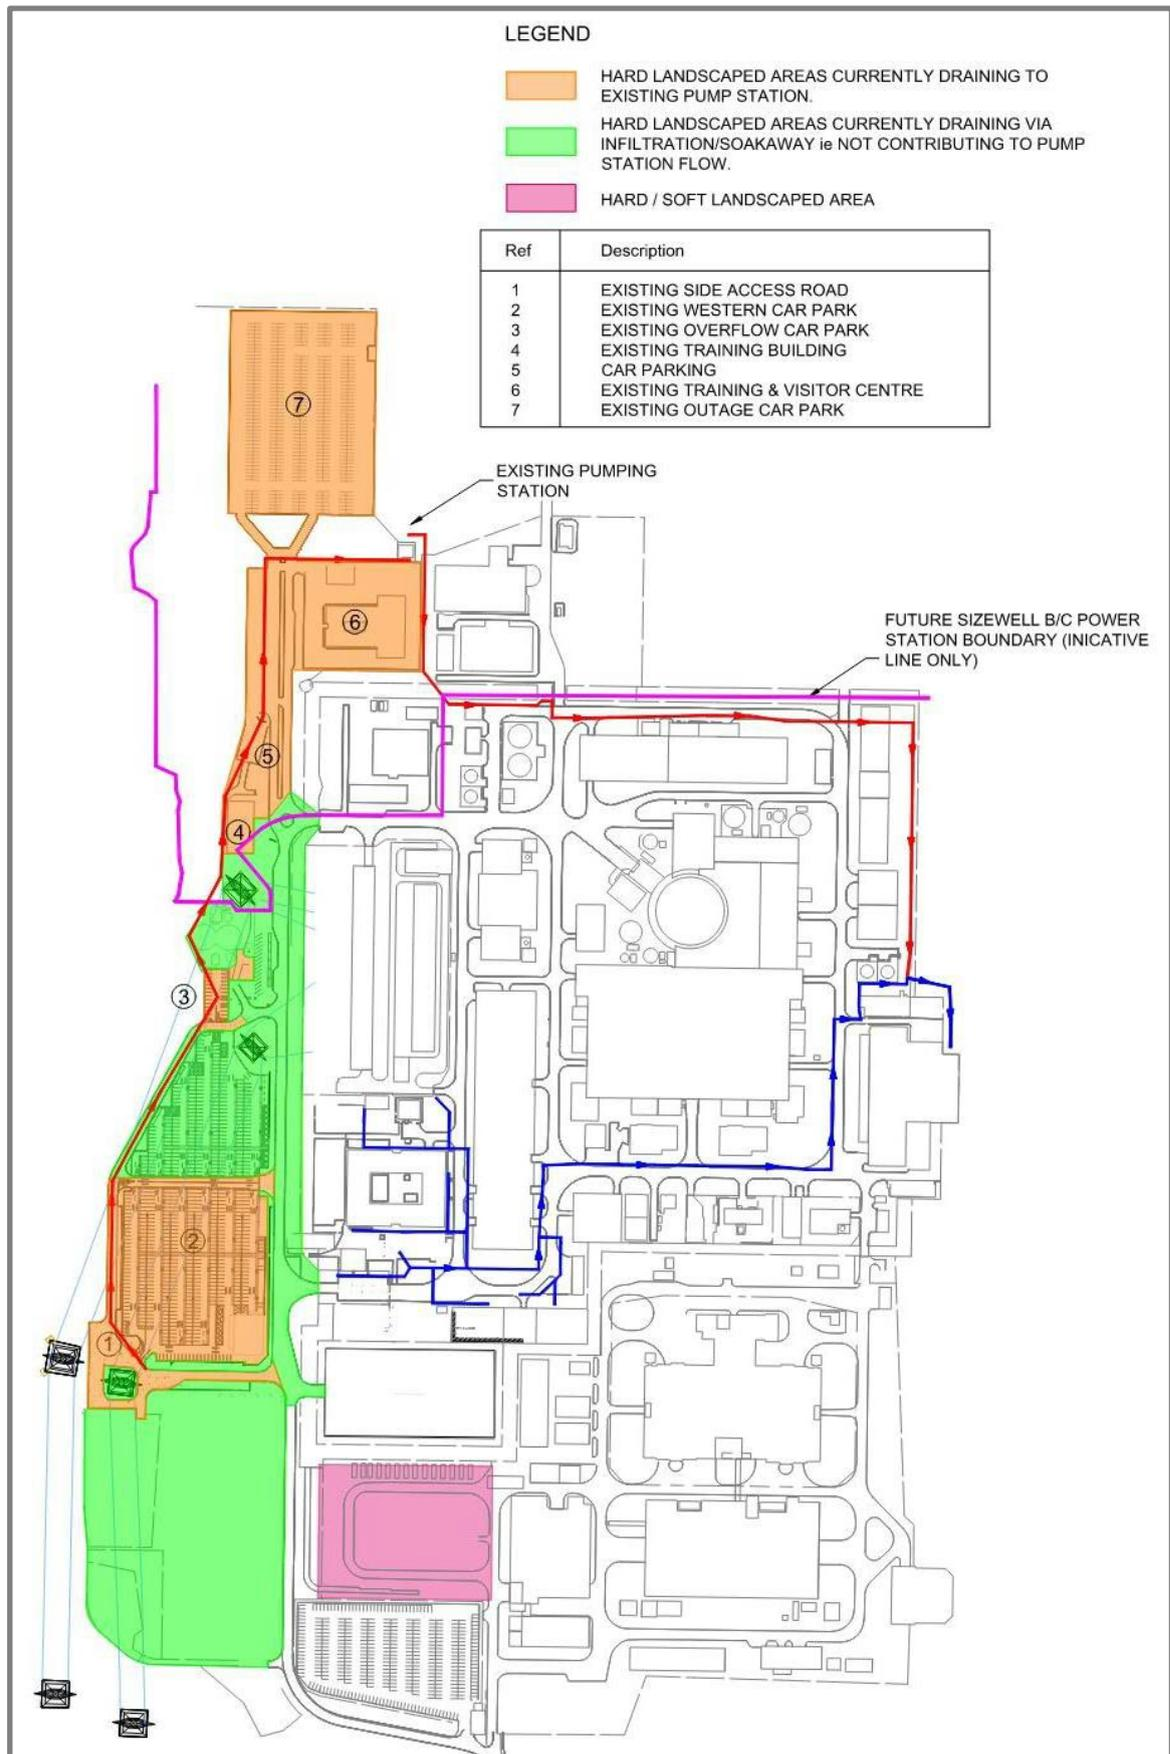 LEGEND
HARD LANDSCAPED AREAS CURRENTLY DRAINING TO
EXISTING PUMP STATION.
HARD LANDSCAPED AREAS CURRENTLY DRAINING VIA
INFILTRATION/SOAKAWAY ie NOT CONTRIBUTING TO PUMP
STATION FLOW.
HARD / SOFT LANDSCAPED AREA
Ref Description
1 EXISTING SIDE ACCESS ROAD
2 EXISTING WESTERN CAR PARK
3 EXISTING OVERFLOW CAR PARK
4 EXISTING TRAINING BUILDING
5 CAR PARKING
6 EXISTING TRAINING & VISITOR CENTRE
7 EXISTING OUTAGE CAR PARK
7
EXISTING PUMPING
STATION
6
FUTURE SIZEWELL B/C POWER
STATION BOUNDARY (INICATIVE
LINE ONLY)
5
4
3
2
1